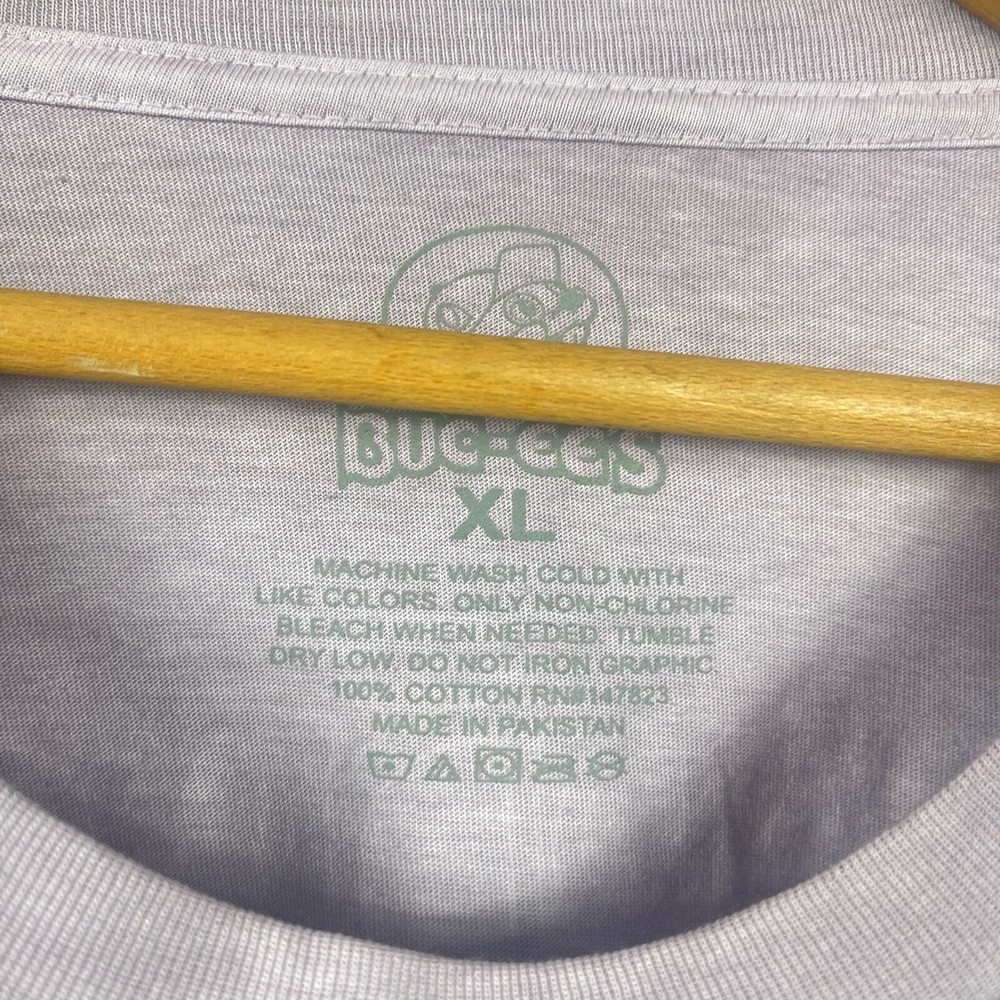 BUC-EE'S
XL
MACHINE WASH COLD WITH
LIKE COLORS. ONLY NON-CHLORINE
BLEACH WHEN NEEDED. TUMBLE
DRY LOW. DO NOT IRON GRAPHIC
100% COTTON RN#147823
MADE IN PAKISTAN